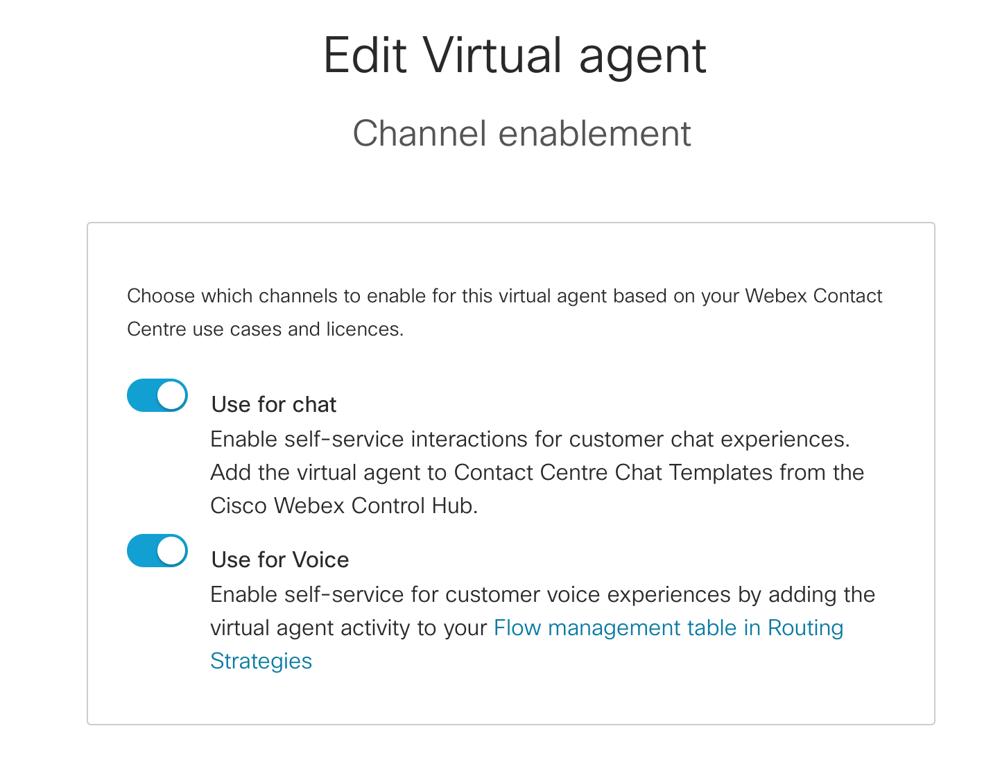 Edit Virtual agent
Channel enablement
Choose which channels to enable for this virtual agent based on your Webex Contact
Centre use cases and licences.
Use for chat
Enable self-service interactions for customer chat experiences.
Add the virtual agent to Contact Centre Chat Templates from the
Cisco Webex Control Hub.
Use for Voice
Enable self-service for customer voice experiences by adding the
virtual agent activity to your Flow management table in Routing
Strategies